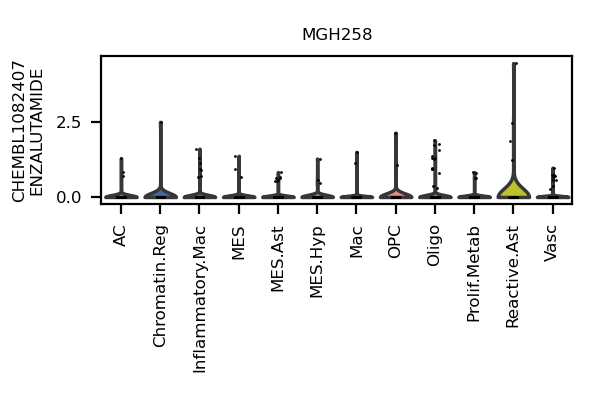 MGH258
CHEMBL1082407
ENZALUTAMIDE
2.5
0.0
AC
Chromatin.Reg
Inflammatory.Mac
MES
MES.Ast
MES.Hyp
Mac
OPC
Oligo
Prolif.Metab
Reactive.Ast
Vasc